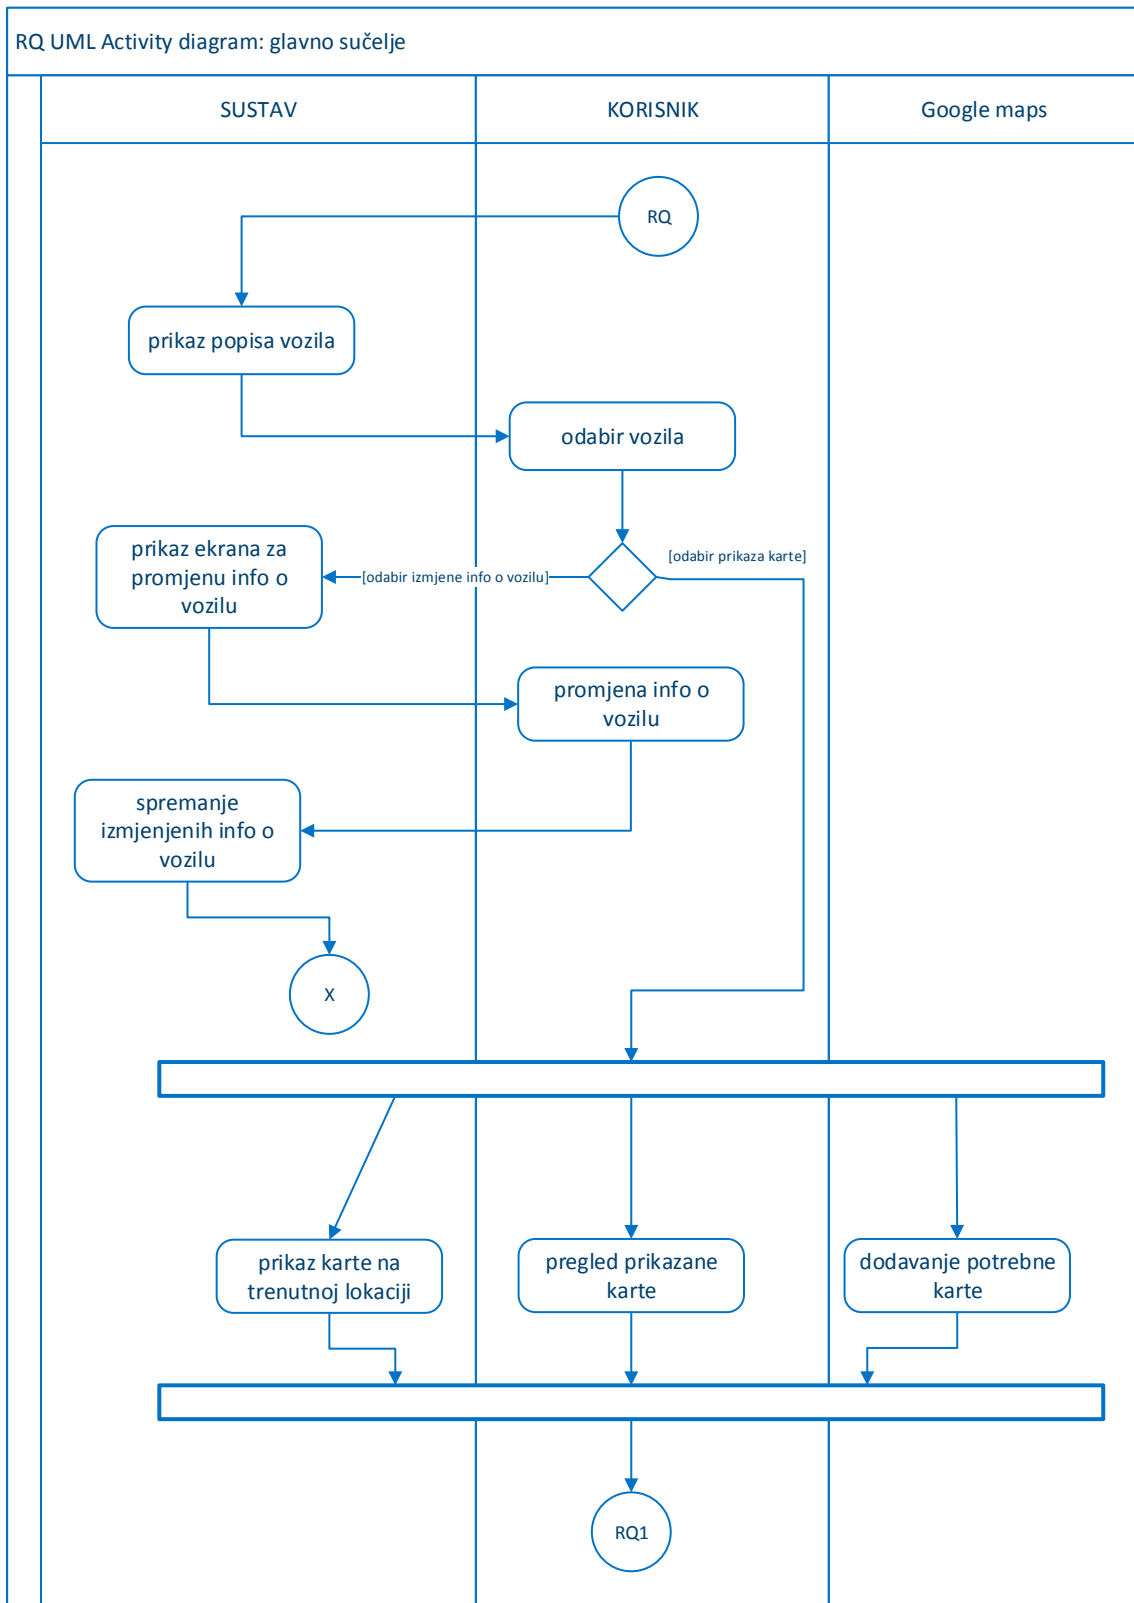 RQ UML Activity diagram: glavno sučelje
SUSTAV
KORISNIK
Google maps
RQ
prikaz popisa vozila
odabir vozila
prikaz ekrana za
promjenu info o
vozilu
[odabir izmjene info o vozilu]
[odabir prikaza karte]
promjena info o
vozilu
spremanje
izmjenjenih info o
vozilu
X
prikaz karte na
trenutnoj lokaciji
pregled prikazane
karte
dodavanje potrebne
karte
RQ1